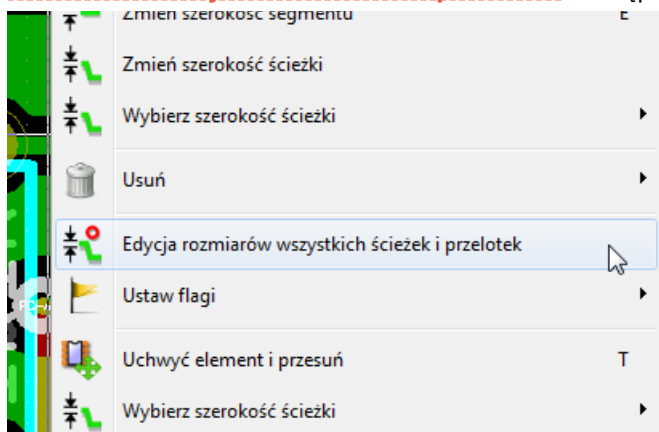 Zmień szerokość segmentu E
Zmień szerokość ścieżki
Wybierz szerokość ścieżki
Usuń
Edycja rozmiarów wszystkich ścieżek i przelotek
Ustaw flagi
Uchwyć element i przesuń T
Wybierz szerokość ścieżki